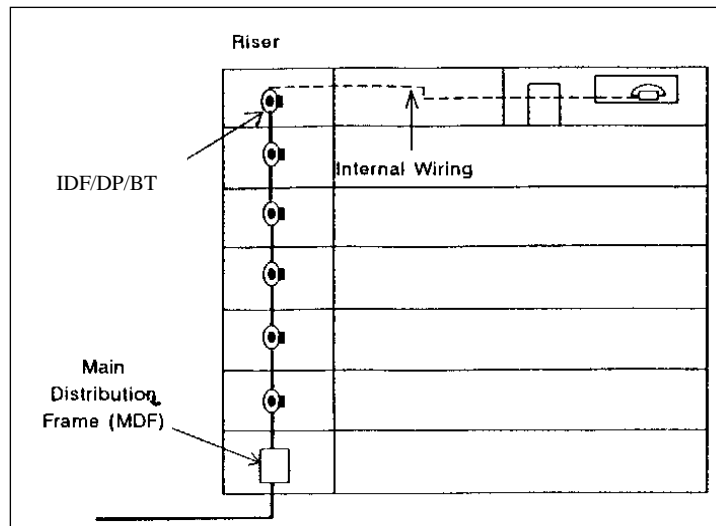 Riser
Internal Wiring
IDF/DP/BT
Main
Distribution
Frame (MDF)